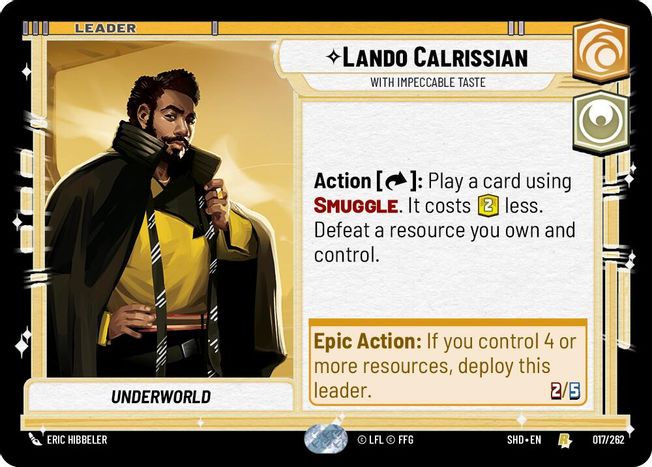 LEADER
✧LANDO CALRISSIAN
WITH IMPECCABLE TASTE
Action [↷]: Play a card using
SMUGGLE. It costs 2 less.
Defeat a resource you own and
control.
Epic Action: If you control 4 or
more resources, deploy this
leader.
2/5
UNDERWORLD
ERIC HIBBELER
© LFL © FFG
SHD • EN
R
017/262